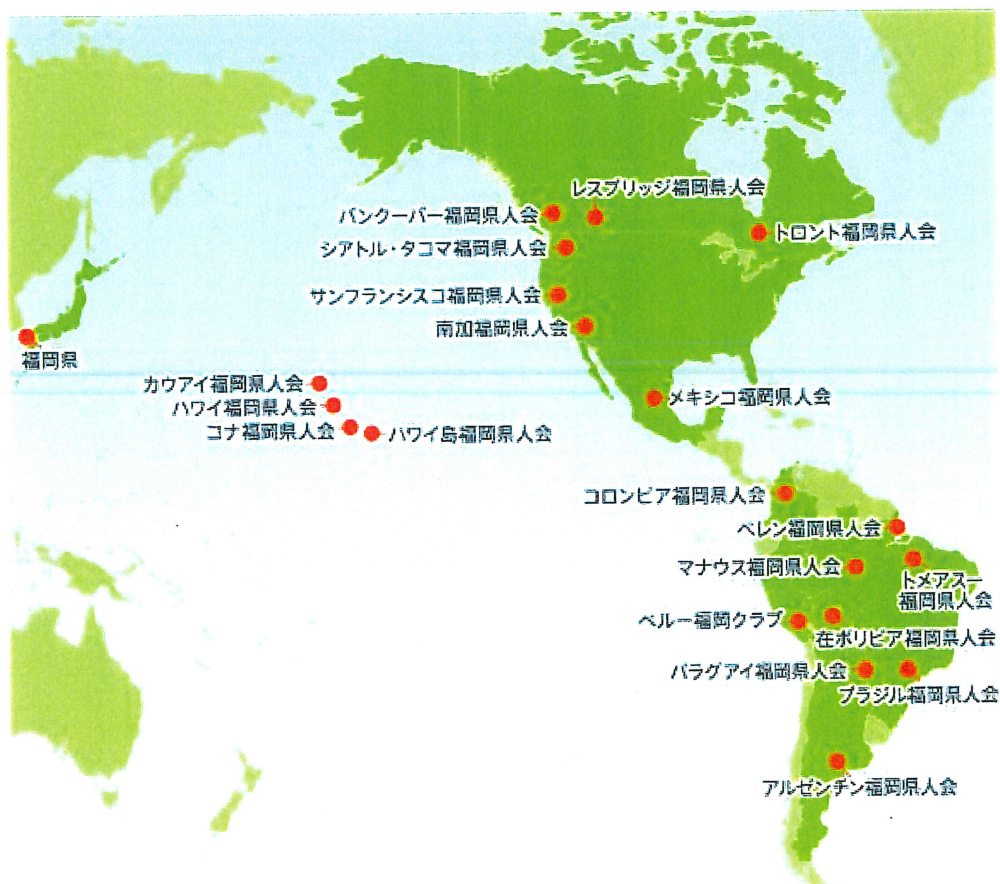 レスブリッジ福岡県人会
バンクーバー福岡県人会
トロント福岡県人会
シアトル・タコマ福岡県人会
サンフランシスコ福岡県人会
南加福岡県人会
福岡県
カウアイ福岡県人会
メキシコ福岡県人会
ハワイ福岡県人会
コナ福岡県人会
ハワイ島福岡県人会
コロンビア福岡県人会
ベレン福岡県人会
マナウス福岡県人会
トメアスー
福岡県人会
ペルー福岡クラブ
在ボリビア福岡県人会
パラグアイ福岡県人会
ブラジル福岡県人会
アルゼンチン福岡県人会